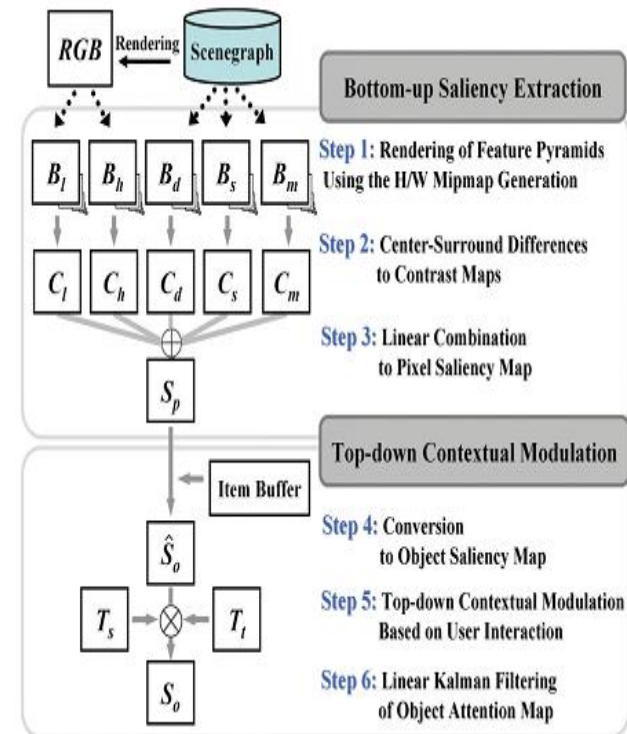 RGB
Rendering
Scenegraph
Bottom-up Saliency Extraction
B_l B_h B_d B_s B_m
Step 1: Rendering of Feature Pyramids
Using the H/W Mipmap Generation
C_l C_h C_d C_s C_m
Step 2: Center-Surround Differences
to Contrast Maps
Step 3: Linear Combination
to Pixel Saliency Map
S_p
Top-down Contextual Modulation
Item Buffer
Step 4: Conversion
to Object Saliency Map
Ŝ_o
T_s T_t
Step 5: Top-down Contextual Modulation
Based on User Interaction
S_o
Step 6: Linear Kalman Filtering
of Object Attention Map